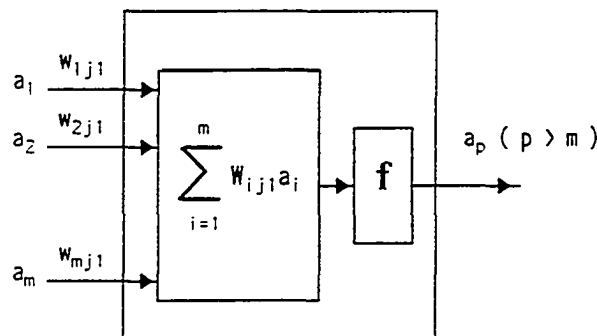 W1j1
a1
W2j1
a2
m
∑ Wij1ai
i=1
f
ap ( p > m )
Wmj1
am